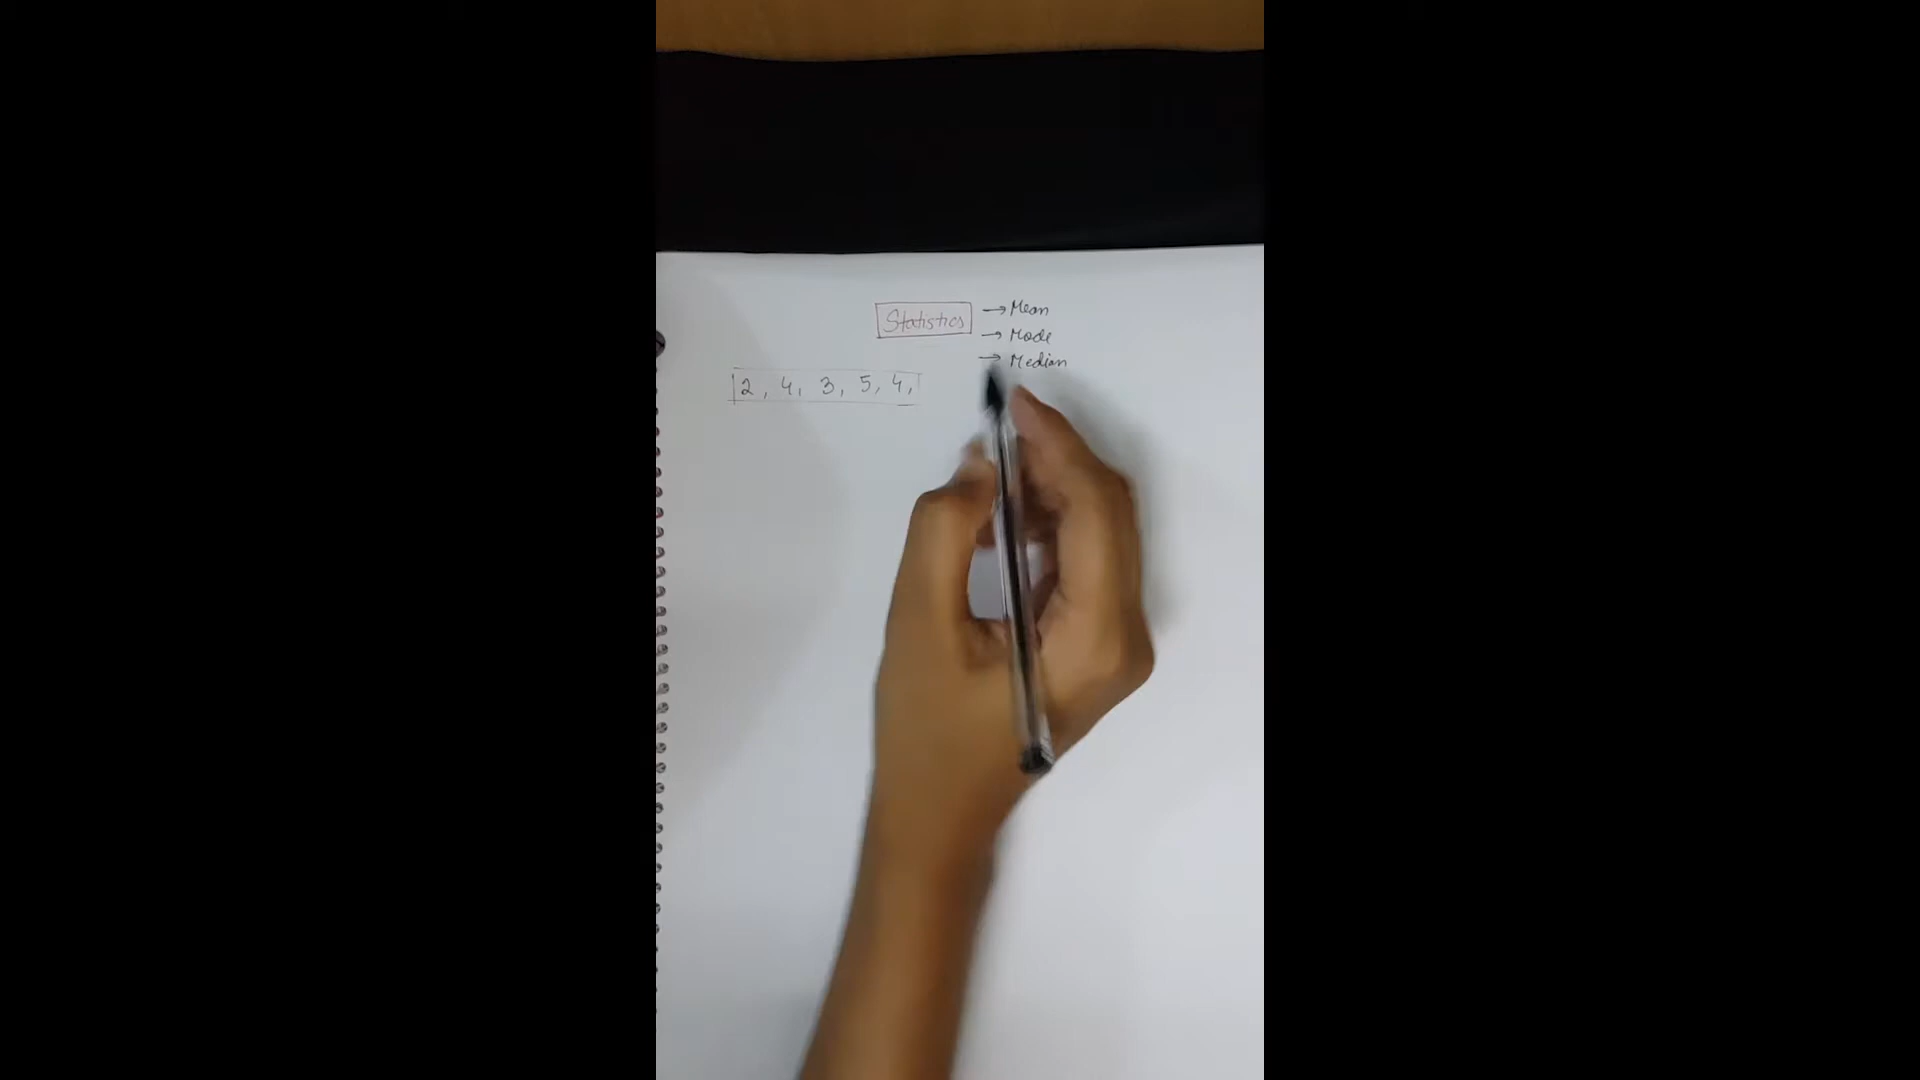 Statistics → Mean
→ Mode
→ Median
2, 4, 3, 5, 4,